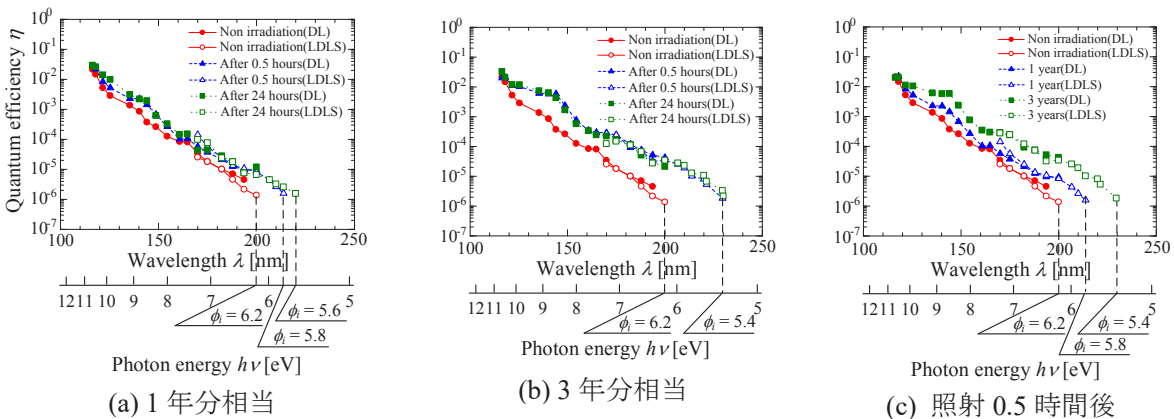 Quantum efficiency η
10^0
10^-1
10^-2
10^-3
10^-4
10^-5
10^-6
10^-7
Non irradiation(DL)
Non irradiation(LDLS)
After 0.5 hours(DL)
After 0.5 hours(LDLS)
After 24 hours(DL)
After 24 hours(LDLS)
100 150 200 250
Wavelength λ [nm]
12 11 10 9 8 7 6 5
ϕi = 6.2
ϕi = 5.6
ϕi = 5.8
Photon energy hν [eV]
(a) 1 年分相当
10^0
10^-1
10^-2
10^-3
10^-4
10^-5
10^-6
10^-7
Non irradiation(DL)
Non irradiation(LDLS)
After 0.5 hours(DL)
After 0.5 hours(LDLS)
After 24 hours(DL)
After 24 hours(LDLS)
100 150 200 250
Wavelength λ [nm]
12 11 10 9 8 7 6 5
ϕi = 6.2
ϕi = 5.4
Photon energy hν [eV]
(b) 3 年分相当
10^0
10^-1
10^-2
10^-3
10^-4
10^-5
10^-6
10^-7
Non irradiation(DL)
Non irradiation(LDLS)
1 year(DL)
1 year(LDLS)
3 years(DL)
3 years(LDLS)
100 150 200 250
Wavelength λ [nm]
12 11 10 9 8 7 6 5
ϕi = 6.2
ϕi = 5.4
ϕi = 5.8
Photon energy hν [eV]
(c) 照射 0.5 時間後